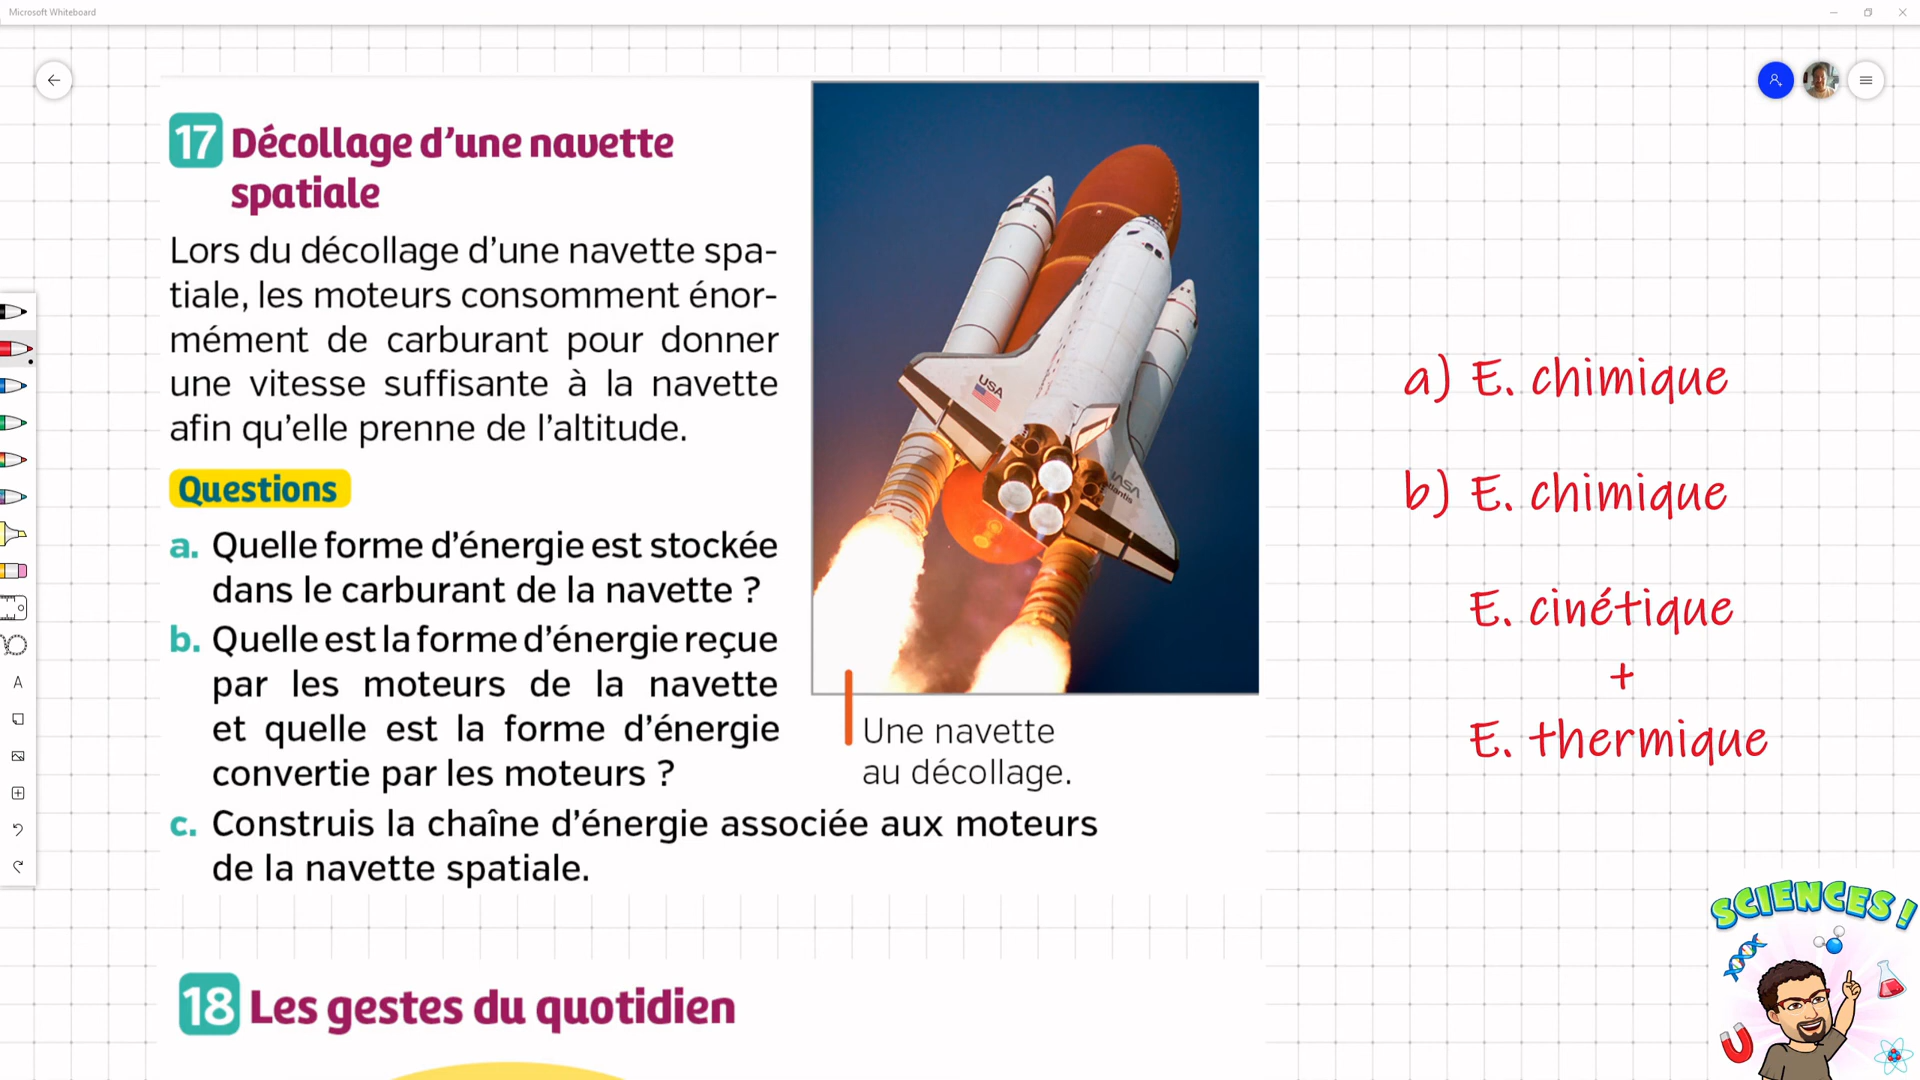 Microsoft Whiteboard
17 Décollage d'une navette
spatiale
Lors du décollage d'une navette spa-
tiale, les moteurs consomment énor-
mément de carburant pour donner
une vitesse suffisante à la navette
afin qu'elle prenne de l'altitude.
Questions
a. Quelle forme d'énergie est stockée
dans le carburant de la navette ?
b. Quelle est la forme d'énergie reçue
par les moteurs de la navette
et quelle est la forme d'énergie
convertie par les moteurs ?
c. Construis la chaîne d'énergie associée aux moteurs
de la navette spatiale.
USA
NASA
Atlantis
Une navette
au décollage.
a) E. chimique
b) E. chimique
E. cinétique
+
E. thermique
18 Les gestes du quotidien
A
SCIENCES !